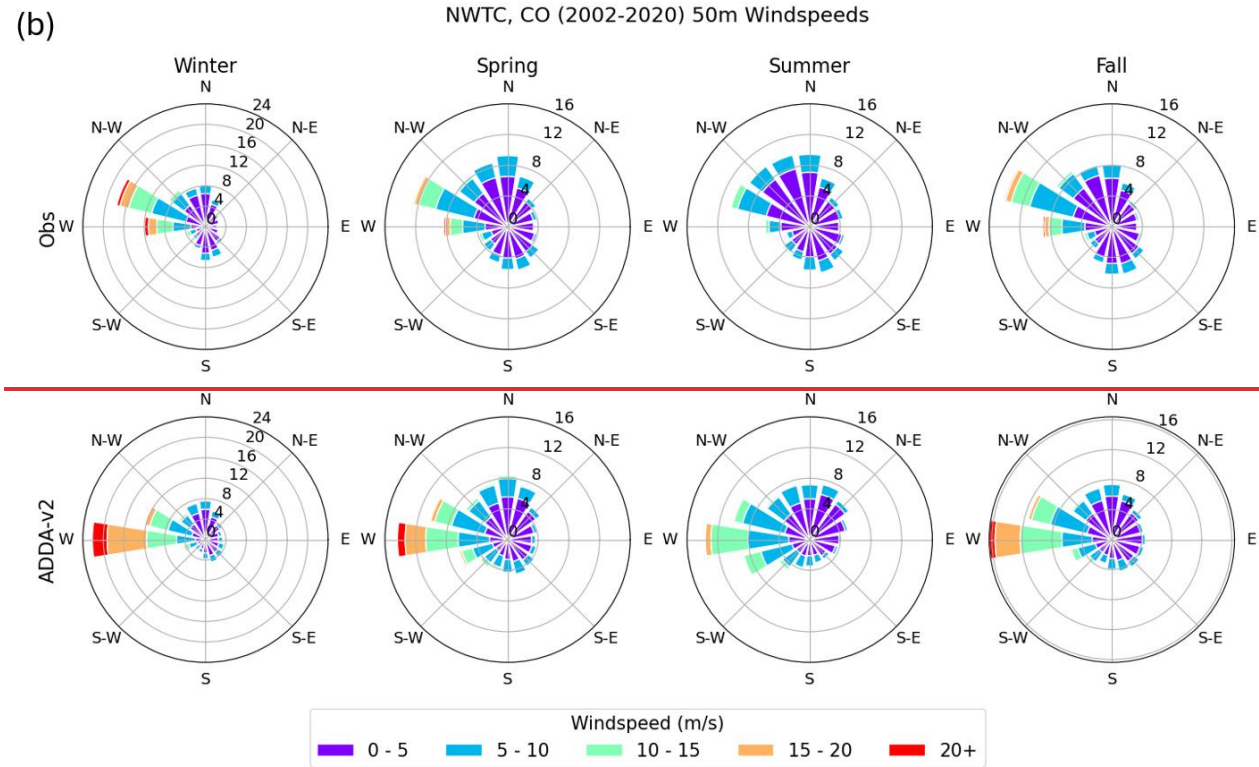 (b)
NWTC, CO (2002-2020) 50m Windspeeds
Winter Spring Summer Fall
N N N N
24 16 16 16
N-W N-E N-W N-E N-W N-E N-W N-E
20 12 12 12
16
12
8 8 8 8
4 4 4 4
0 0 0 0
Obs
W E W E W E W E
S-W S-E S-W S-E S-W S-E S-W S-E
S S S S
N N N N
24 16 16 16
N-W N-E N-W N-E N-W N-E N-W N-E
20 12 12 12
16
12
8 8 8 8
4 4 4 4
0 0 0 0
ADDA-v2
W E W E W E W E
S-W S-E S-W S-E S-W S-E S-W S-E
S S S S
Windspeed (m/s)
0 - 5 5 - 10 10 - 15 15 - 20 20+